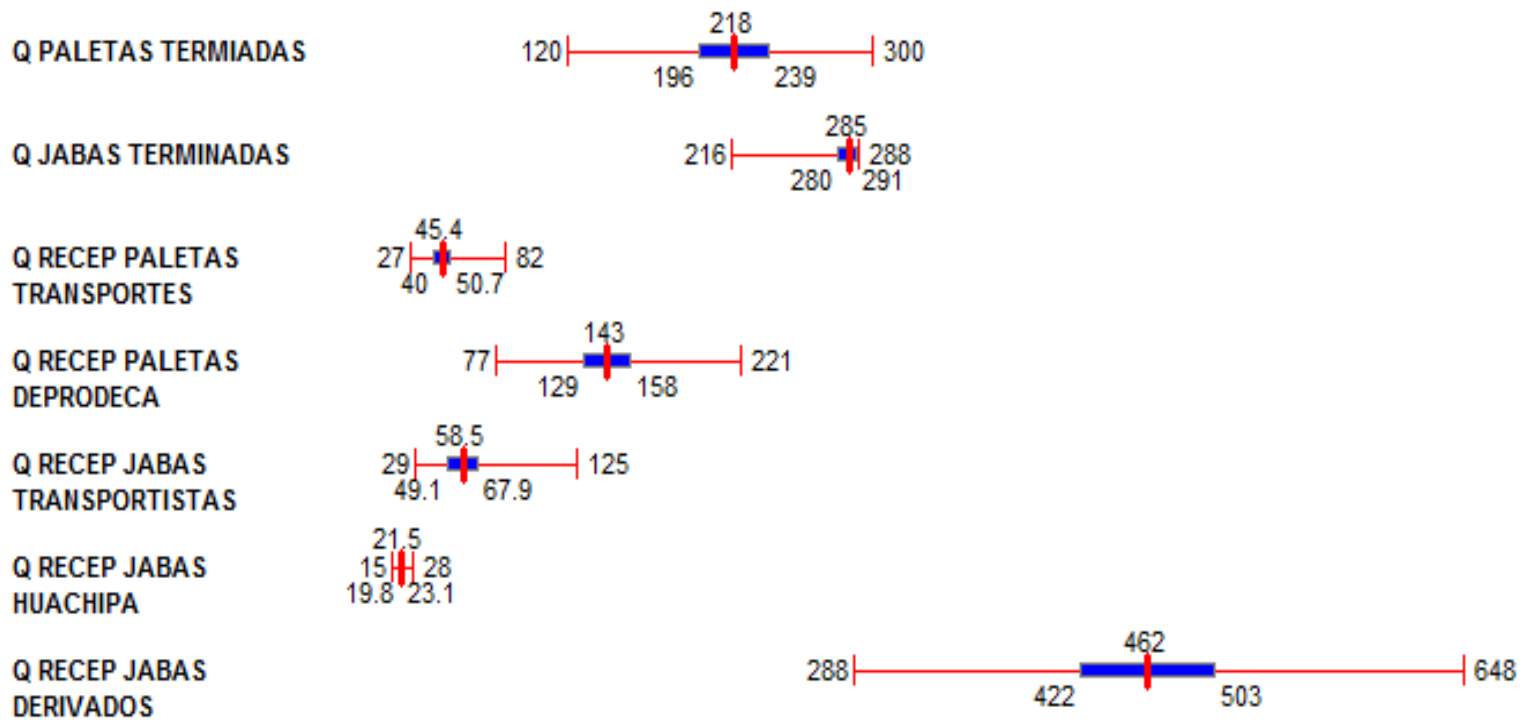 218
Q PALETAS TERMIADAS 120 300
196 239
285
Q JABAS TERMINADAS 216 288
280 291
45.4
Q RECEP PALETAS 27 82
TRANSPORTES 40 50.7
143
Q RECEP PALETAS 77 221
DEPRODECA 129 158
58.5
Q RECEP JABAS 29 125
TRANSPORTISTAS 49.1 67.9
21.5
Q RECEP JABAS 15 28
HUACHIPA 19.8 23.1
462
Q RECEP JABAS 288 648
DERIVADOS 422 503